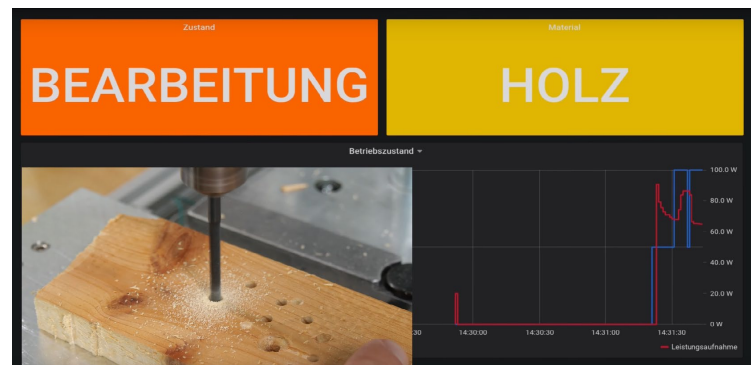 Zustand
BEARBEITUNG
Material
HOLZ
Betriebszustand
100.0 W
80.0 W
60.0 W
40.0 W
20.0 W
0 W
:30
14:30:00
14:30:30
14:31:00
14:31:30
Leistungsaufnahme